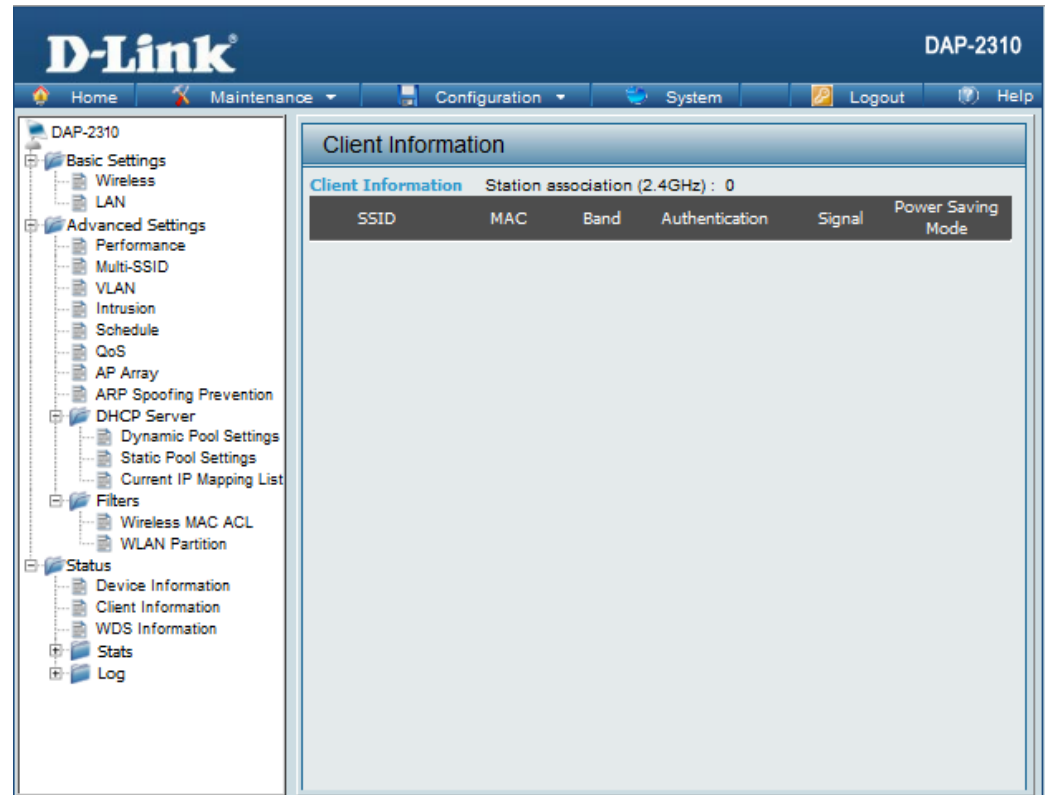 D-Link
DAP-2310
Home Maintenance Configuration System Logout Help
DAP-2310
Basic Settings
Wireless
LAN
Advanced Settings
Performance
Multi-SSID
VLAN
Intrusion
Schedule
QoS
AP Array
ARP Spoofing Prevention
DHCP Server
Dynamic Pool Settings
Static Pool Settings
Current IP Mapping List
Filters
Wireless MAC ACL
WLAN Partition
Status
Device Information
Client Information
WDS Information
Stats
Log
Client Information
Client Information Station association (2.4GHz) : 0
SSID MAC Band Authentication Signal Power Saving Mode